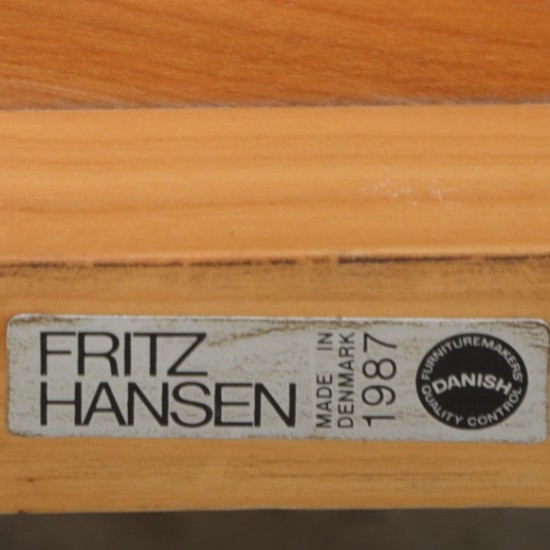 FRITZ
HANSEN
MADE IN
DENMARK
1987
FURNITUREMAKERS'
DANISH
QUALITY CONTROL